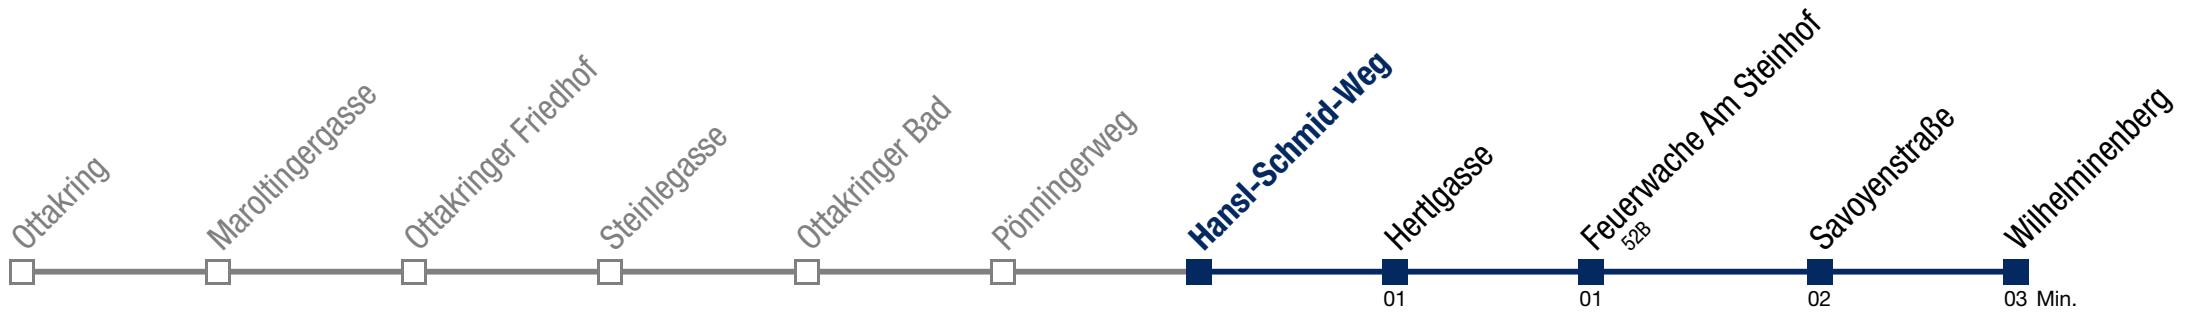 Ottakring
Maroltingergasse
Ottakringer Friedhof
Steinlegasse
Ottakringer Bad
Pönningerweg
Hansl-Schmid-Weg
Hertlgasse
Feuerwache Am Steinhof
52B
Savoyenstraße
Wilhelminenberg
01
01
02
03 Min.